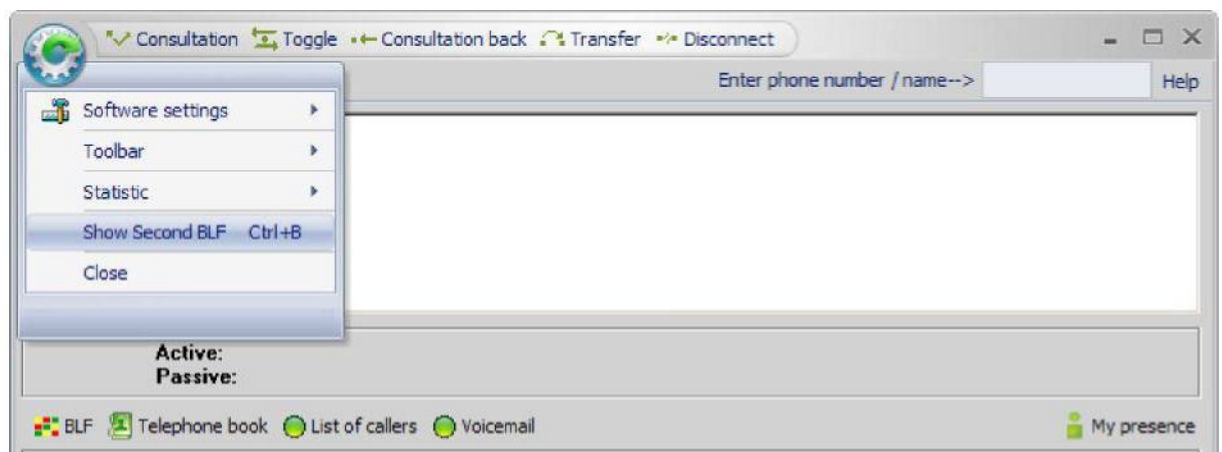 Consultation Toggle Consultation back Transfer Disconnect
Enter phone number / name--> Help
Software settings
Toolbar
Statistic
Show Second BLF Ctrl+B
Close
Active:
Passive:
BLF Telephone book List of callers Voicemail My presence